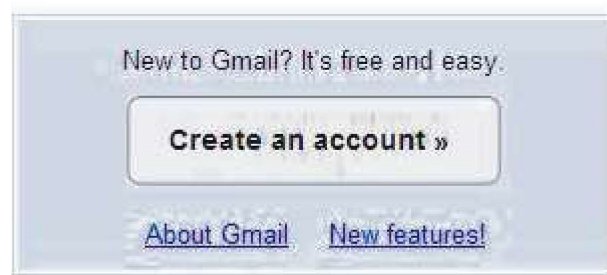 New to Gmail? It's free and easy.
Create an account »
About Gmail New features!